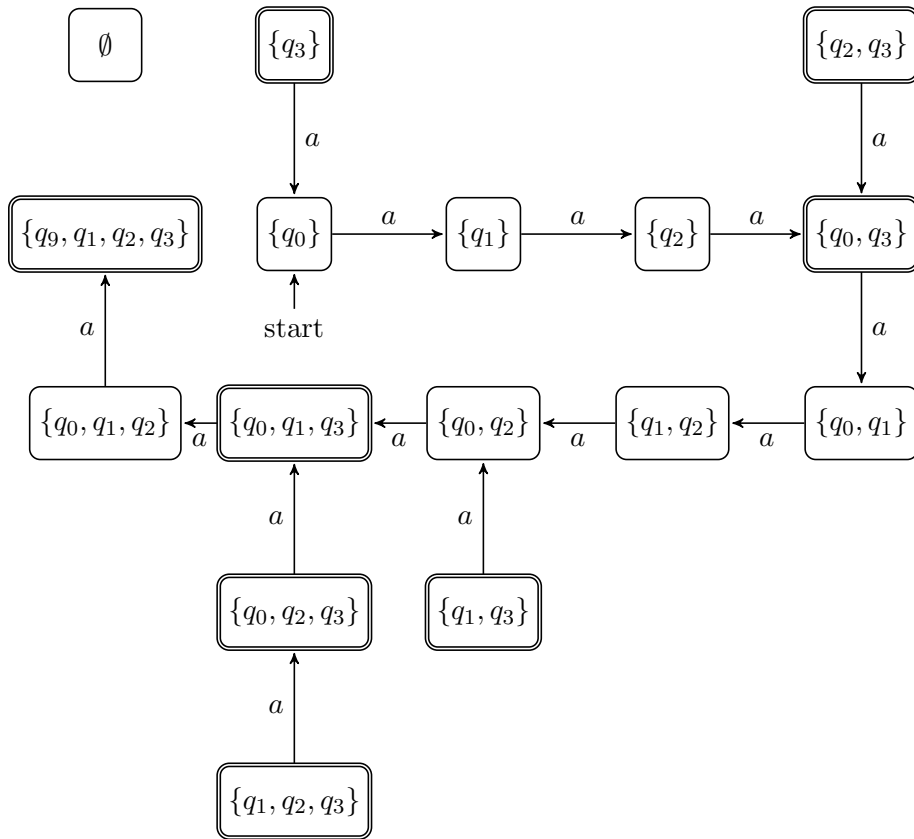 ∅ {q₃} {q₂, q₃}
a a
{q₉, q₁, q₂, q₃} {q₀} a {q₁} a {q₂} a {q₀, q₃}
a start a
{q₀, q₁, q₂} a {q₀, q₁, q₃} a {q₀, q₂} a {q₁, q₂} a {q₀, q₁}
a a
{q₀, q₂, q₃} {q₁, q₃}
a
{q₁, q₂, q₃}